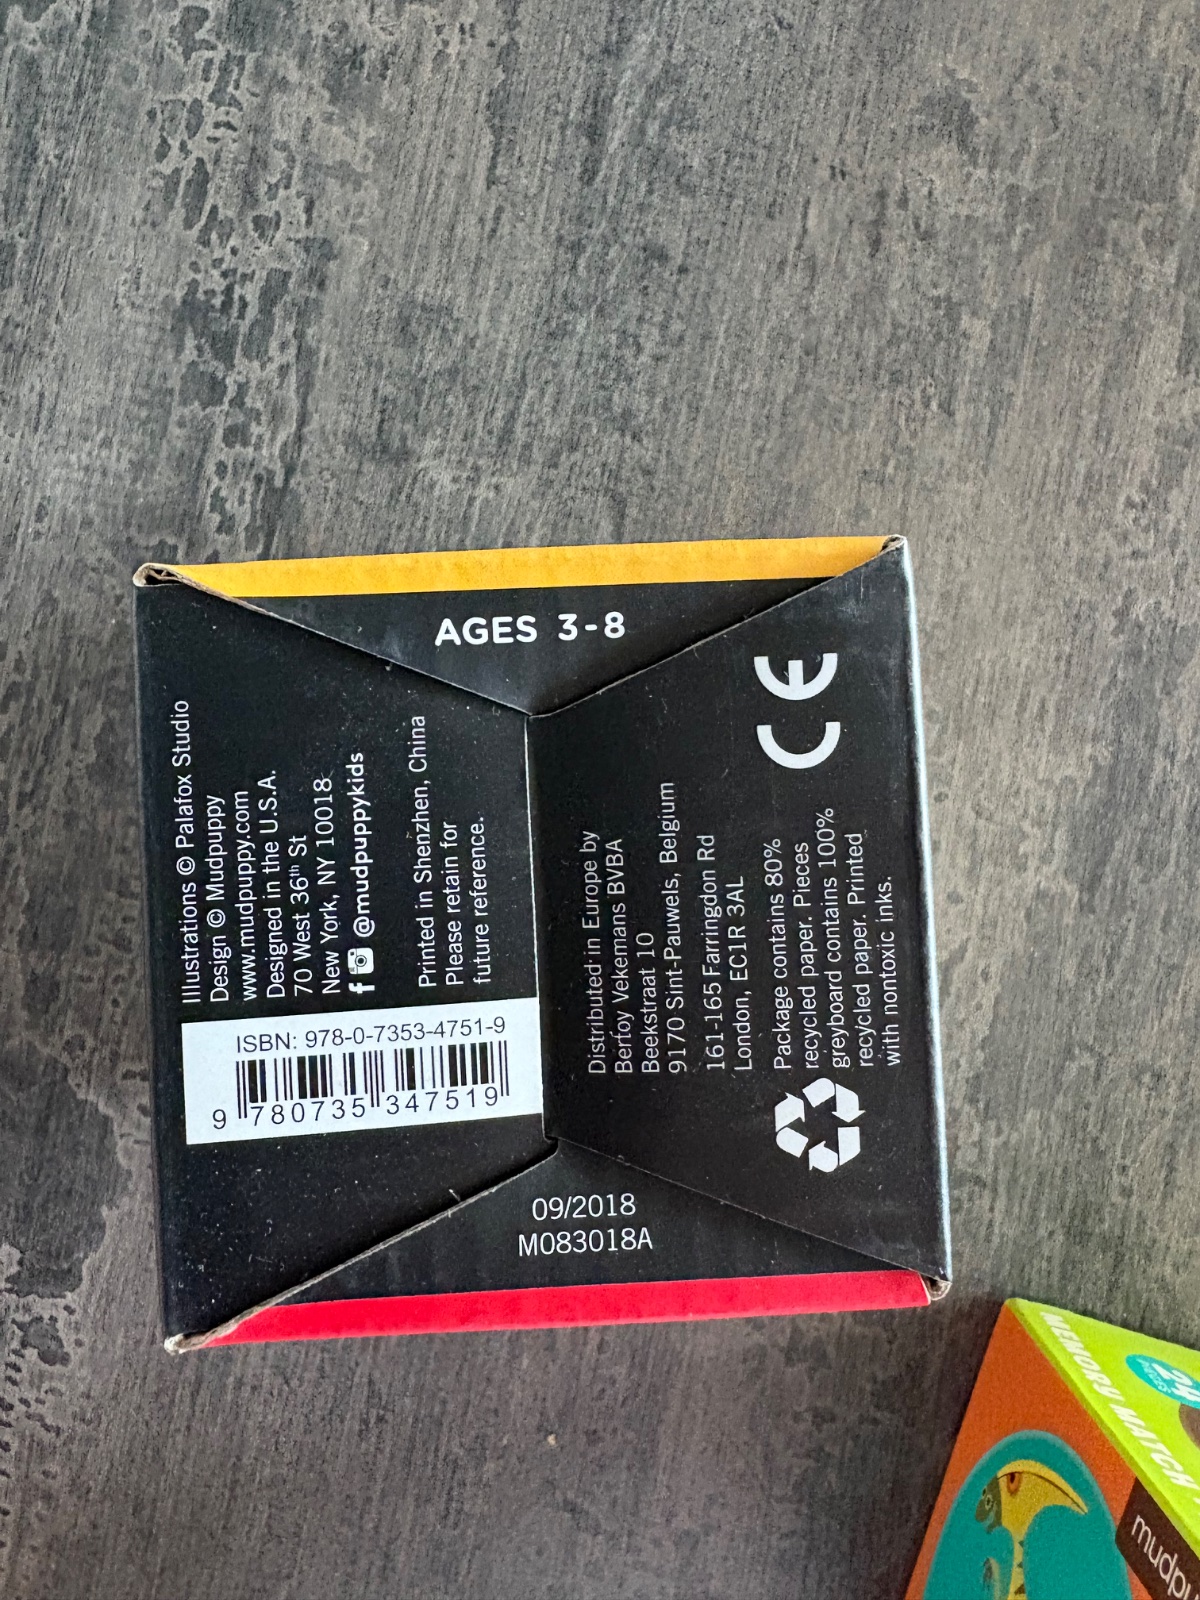 AGES 3-8
Illustrations © Palafox Studio
Design © Mudpuppy
www.mudpuppy.com
Designed in the U.S.A.
70 West 36th St
New York, NY 10018
@mudpuppykids
Printed in Shenzhen, China
Please retain for
future reference.
ISBN: 978-0-7353-4751-9
9 780735 347519
Distributed in Europe by
Bertoy Vekemans BVBA
Beekstraat 10
9170 Sint-Pauwels, Belgium
161-165 Farringdon Rd
London, EC1R 3AL
Package contains 80%
recycled paper. Pieces
greyboard contains 100%
recycled paper. Printed
with nontoxic inks.
CE
09/2018
M083018A
MEMORY MATCH
24
mudpu